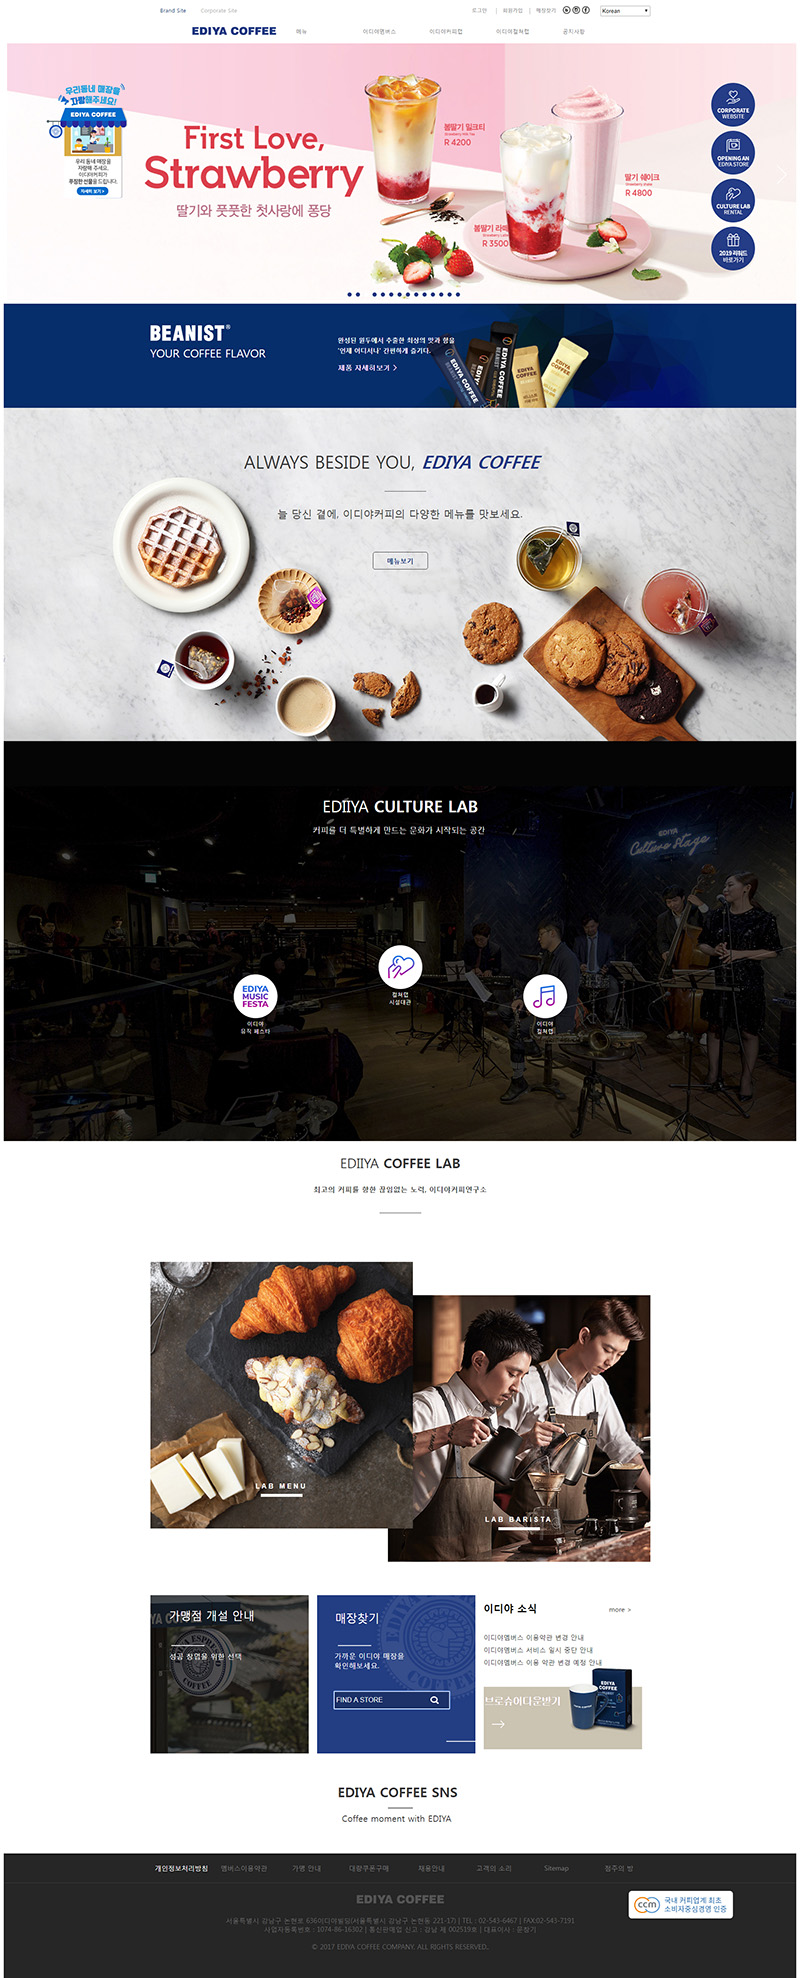 Brand Site
Corporate Site
로그인 | 회원가입 | 매장찾기
Korean
EDIYA COFFEE
메뉴
이디야멤버스
이디야커피랩
이디야컬쳐랩
공지사항
우리동네 매장을
자랑해주세요!
EDIYA COFFEE
우리 동네 매장을
자랑해 주세요.
이디야커피가
푸짐한 선물을 드립니다.
자세히 보기 >
First Love,
Strawberry
딸기와 풋풋한 첫사랑에 퐁당
봄딸기 밀크티
Strawberry Milk Tea
R 4200
봄딸기 라떼
Strawberry Latte
R 3500
딸기 쉐이크
Strawberry Shake
R 4800
CORPORATE
WEBSITE
OPENING AN
EDIYA STORE
CULTURE LAB
RENTAL
2019 리워드
바로가기
BEANIST®
YOUR COFFEE FLAVOR
완성된 원두에서 추출한 최상의 맛과 향을
'언제 어디서나' 간편하게 즐기다.
제품 자세히보기 >
EDIYA COFFEE
BEANIST
ALWAYS BESIDE YOU, EDIYA COFFEE
늘 당신 곁에, 이디야커피의 다양한 메뉴를 맛보세요.
메뉴보기
EDIIYA CULTURE LAB
커피를 더 특별하게 만드는 문화가 시작되는 공간
EDIYA
Culture Stage
EDIYA
MUSIC
FESTA
이디야
뮤직 페스타
컬쳐랩
시설대관
이디야
컬쳐랩
EDIIYA COFFEE LAB
최고의 커피를 향한 끊임없는 노력, 이디야커피연구소
LAB MENU
LAB BARISTA
가맹점 개설 안내
성공 창업을 위한 선택
매장찾기
가까운 이디야 매장을
확인해보세요.
FIND A STORE
이디야 소식
more >
이디야멤버스 이용약관 변경 안내
이디야멤버스 서비스 일시 중단 안내
이디야멤버스 이용 약관 변경 예정 안내
브로슈어다운받기
EDIYA
COFFEE
EDIYA COFFEE SNS
Coffee moment with EDIYA
개인정보처리방침
멤버스이용약관
가맹 안내
대량쿠폰구매
채용안내
고객의 소리
Sitemap
점주의 방
EDIYA COFFEE
서울특별시 강남구 논현로 636이디야빌딩(서울특별시 강남구 논현동 221-17) | TEL : 02-543-6467 | FAX:02-543-7191
사업자등록번호 : 1074-86-16302 | 통신판매업 신고 : 강남 제 002519호 | 대표이사 : 문창기
© 2017 EDIYA COFFEE COMPANY. ALL RIGHTS RESERVED.
ccm
국내 커피업계 최초
소비자중심경영 인증